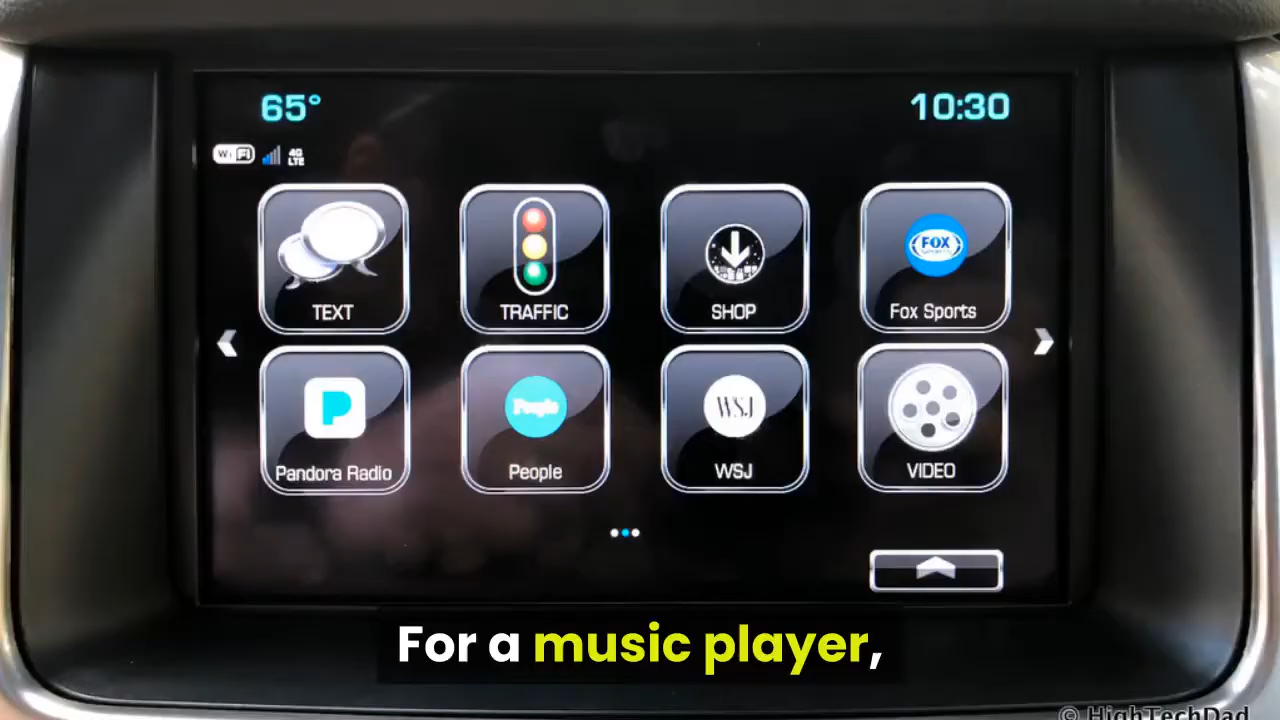 65° 10:30
WiFi 4G LTE
TEXT TRAFFIC SHOP FOX SPORTS Fox Sports
P Pandora Radio People People WSJ WSJ VIDEO
For a music player,
© HighTechDad